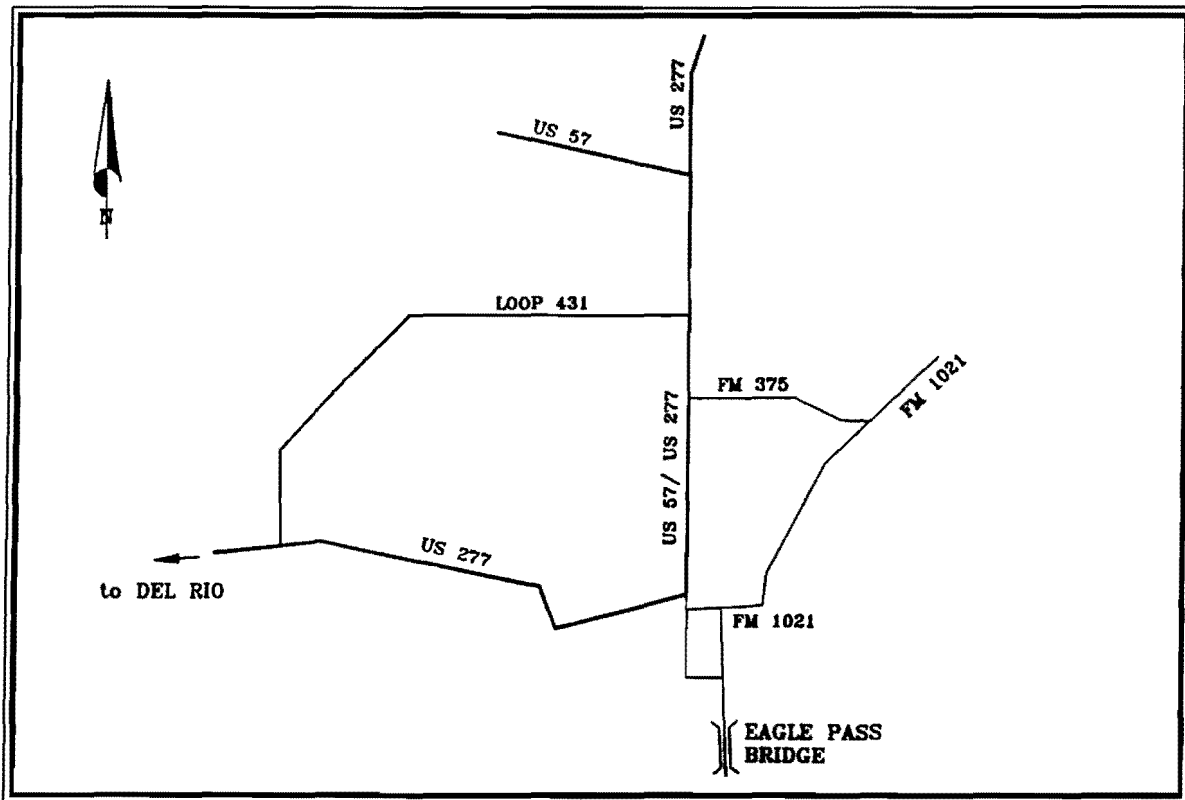 US 277
US 57
N
LOOP 431
FM 375
FM 1021
US 57/ US 277
US 277
to DEL RIO
FM 1021
EAGLE PASS
BRIDGE